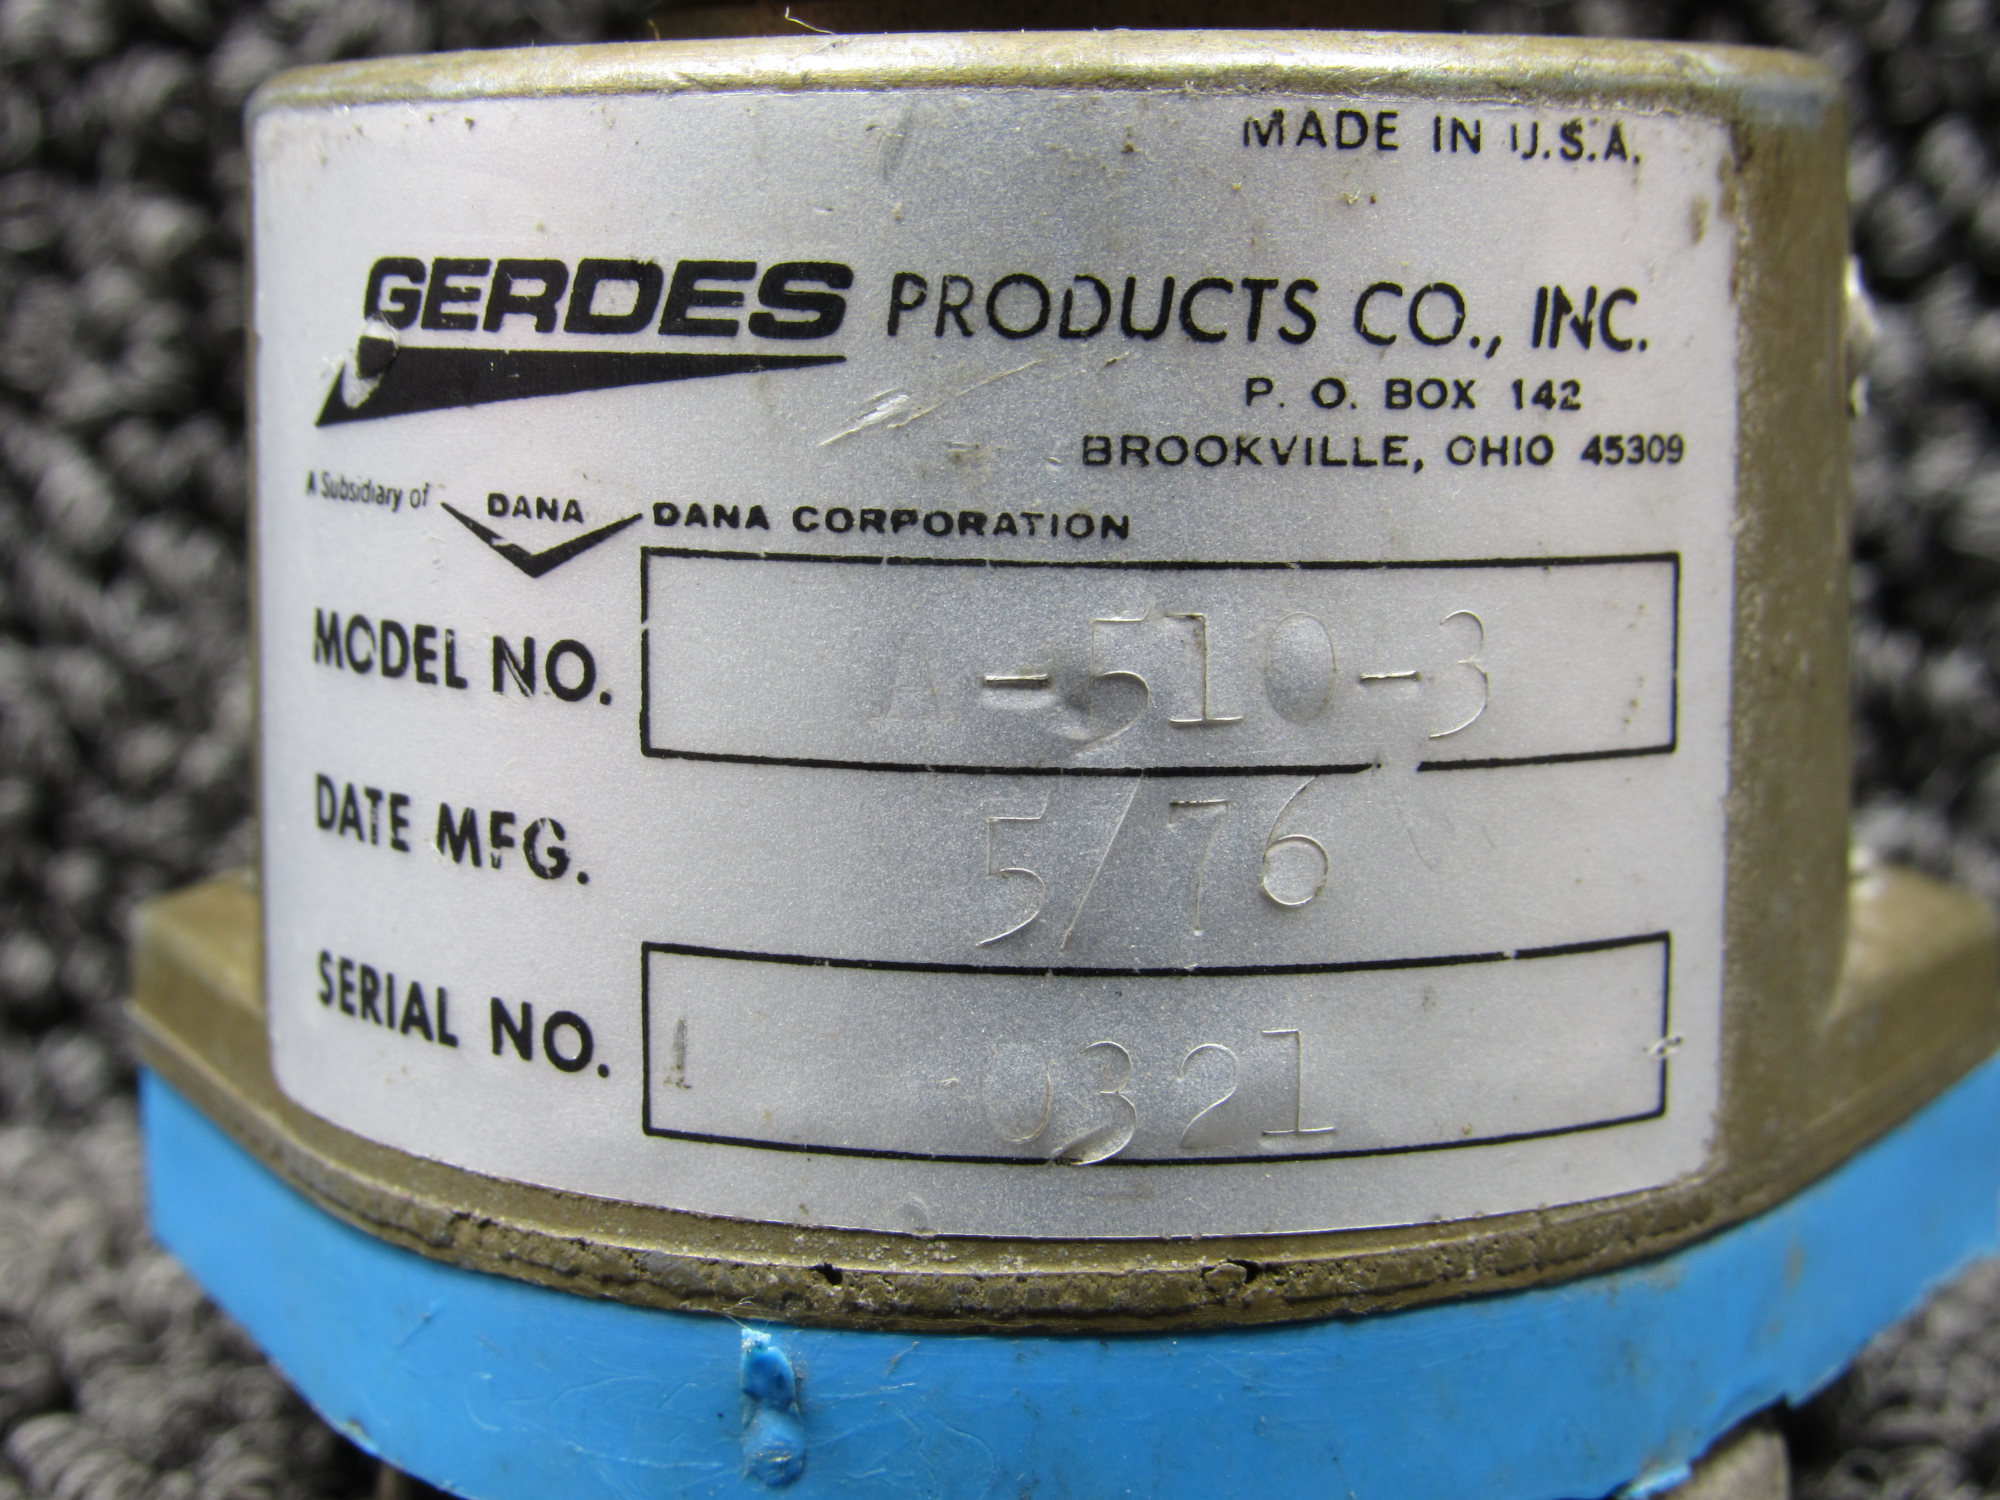 MADE IN U.S.A.
GERDES PRODUCTS CO., INC.
P. O. BOX 142
BROOKVILLE, OHIO 45309
A Subsidiary of DANA DANA CORPORATION
MODEL NO. A-510-3
DATE MFG. 5/76
SERIAL NO. 1 0321